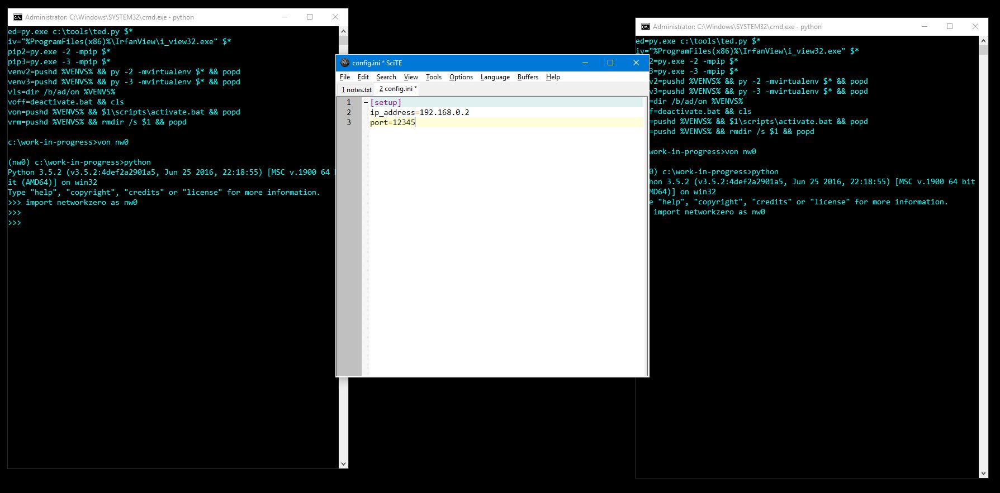 Administrator: C:\Windows\SYSTEM32\cmd.exe - python
ed=py.exe c:\tools\ted.py $*
iv="%ProgramFiles(x86)%\IrfanView\i_view32.exe" $*
pip2=py.exe -2 -mpip $*
pip3=py.exe -3 -mpip $*
venv2=pushd %VENVS% && py -2 -mvirtualenv $* && popd
venv3=pushd %VENVS% && py -3 -mvirtualenv $* && popd
vls=dir /b/ad/on %VENVS%
voff=deactivate.bat && cls
von=pushd %VENVS% && $1\scripts\activate.bat && popd
vrm=pushd %VENVS% && rmdir /s $1 && popd
c:\work-in-progress>von nw0
(nw0) c:\work-in-progress>python
Python 3.5.2 (v3.5.2:4def2a2901a5, Jun 25 2016, 22:18:55) [MSC v.1900 64 b
it (AMD64)] on win32
Type "help", "copyright", "credits" or "license" for more information.
>>> import networkzero as nw0
>>>
>>>
config.ini * SciTE
File Edit Search View Tools Options Language Buffers Help
1 notes.txt 2 config.ini *
1 [setup]
2 ip_address=192.168.0.2
3 port=12345
Administrator: C:\Windows\SYSTEM32\cmd.exe - python
ed=py.exe c:\tools\ted.py $*
iv="%ProgramFiles(x86)%\IrfanView\i_view32.exe" $*
2=py.exe -2 -mpip $*
3=py.exe -3 -mpip $*
v2=pushd %VENVS% && py -2 -mvirtualenv $* && popd
v3=pushd %VENVS% && py -3 -mvirtualenv $* && popd
=dir /b/ad/on %VENVS%
f=deactivate.bat && cls
=pushd %VENVS% && $1\scripts\activate.bat && popd
=pushd %VENVS% && rmdir /s $1 && popd
work-in-progress>von nw0
0) c:\work-in-progress>python
hon 3.5.2 (v3.5.2:4def2a2901a5, Jun 25 2016, 22:18:55) [MSC v.1900 64 bit
MD64)] on win32
e "help", "copyright", "credits" or "license" for more information.
import networkzero as nw0